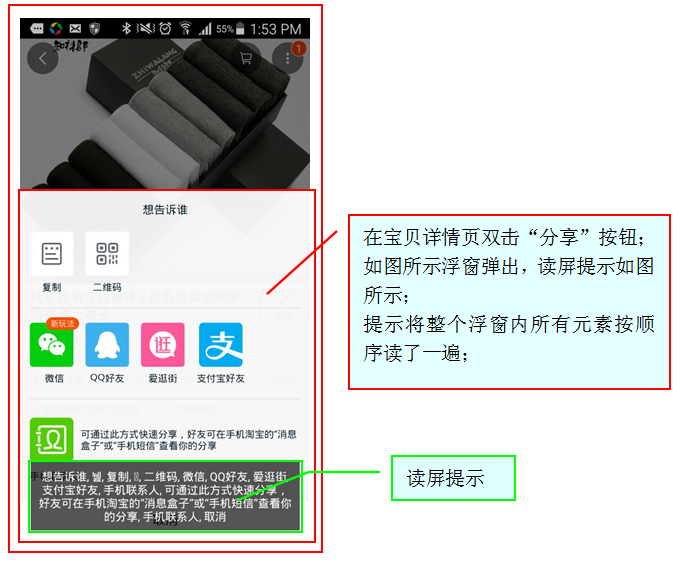 55% 1:53 PM
知休郎
ZHIWALANG
1
想告诉谁
复制 二维码
新玩法
逛
支
微信 QQ好友 爱逛街 支付宝好友
可通过此方式快速分享，好友可在手机淘宝的“消息
盒子”或“手机短信”查看你的分享
想告诉谁, 复制, 二维码, 微信, QQ好友, 爱逛街,
支付宝好友, 手机联系人, 可通过此方式快速分享，
好友可在手机淘宝的“消息盒子”或“手机短信”查看你
的分享, 手机联系人, 取消
取消
在宝贝详情页双击“分享”按钮；
如图所示浮窗弹出，读屏提示如图
所示；
提示将整个浮窗内所有元素按顺
序读了一遍；
读屏提示